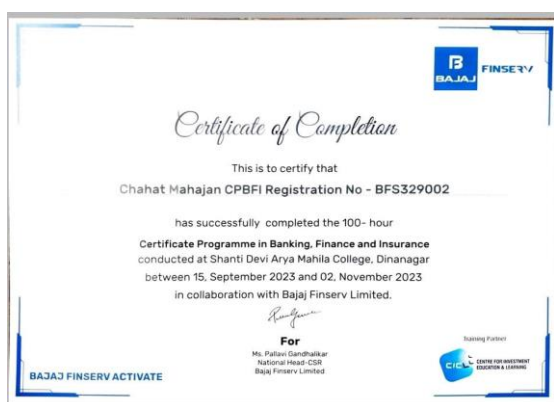 B
BAJAJ
FINSERV
Certificate of Completion
This is to certify that
Chahat Mahajan CPBFI Registration No - BFS329002
has successfully completed the 100- hour
Certificate Programme in Banking, Finance and Insurance
conducted at Shanti Devi Arya Mahila College, Dinanagar
between 15, September 2023 and 02, November 2023
in collaboration with Bajaj Finserv Limited.
For
Ms. Pallavi Gandhalikar
National Head-CSR
Bajaj Finserv Limited
Training Partner
CICL
CENTRE FOR INVESTMENT
EDUCATION & LEARNING
BAJAJ FINSERV ACTIVATE